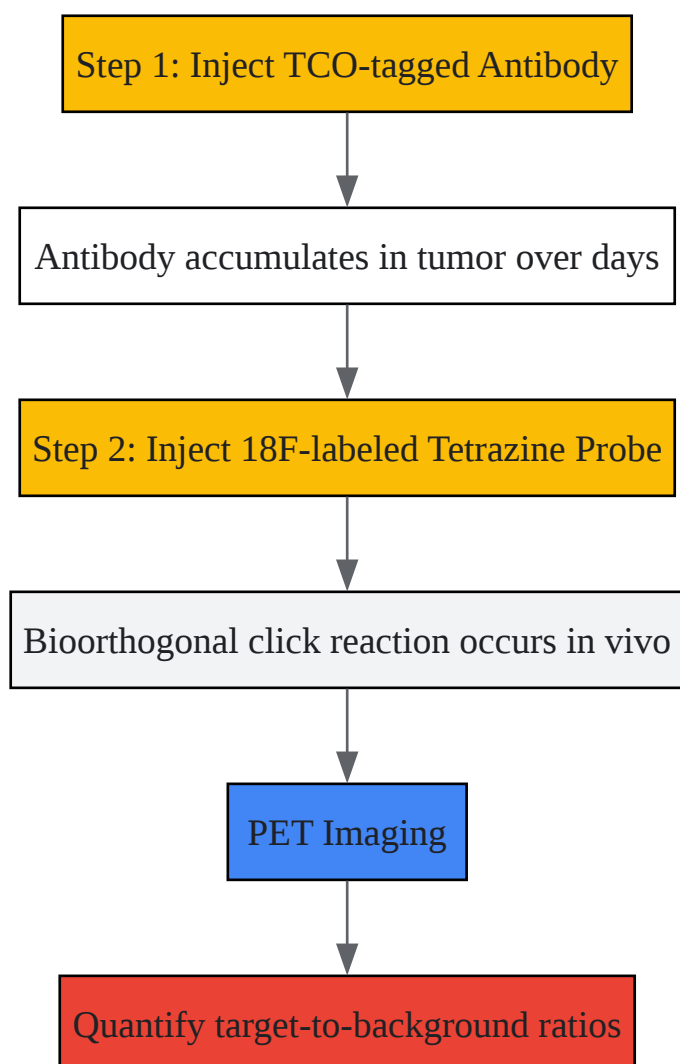 Step 1: Inject TCO-tagged Antibody
Antibody accumulates in tumor over days
Step 2: Inject 18F-labeled Tetrazine Probe
Bioorthogonal click reaction occurs in vivo
PET Imaging
Quantify target-to-background ratios